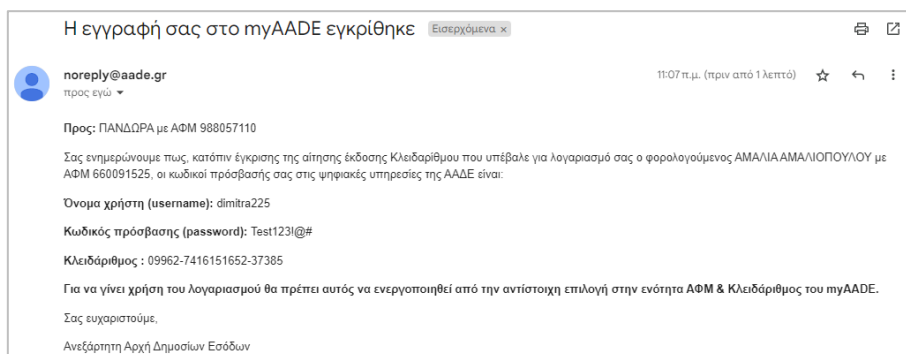 Η εγγραφή σας στο myAADE εγκρίθηκε Εισερχόμενα ×
noreply@aade.gr 11:07 π.μ. (πριν από 1 λεπτό)
προς εγώ
Προς: ΠΑΝΔΩΡΑ με ΑΦΜ 988057110
Σας ενημερώνουμε πως, κατόπιν έγκρισης της αίτησης έκδοσης Κλειδαρίθμου που υπέβαλε για λογαριασμό σας ο φορολογούμενος ΑΜΑΛΙΑ ΑΜΑΛΙΟΠΟΥΛΟΥ με
ΑΦΜ 660091525, οι κωδικοί πρόσβασής σας στις ψηφιακές υπηρεσίες της ΑΑΔΕ είναι:
Όνομα χρήστη (username): dimitra225
Κωδικός πρόσβασης (password): Test123!@#
Κλειδάριθμος : 09962-7416151652-37385
Για να γίνει χρήση του λογαριασμού θα πρέπει αυτός να ενεργοποιηθεί από την αντίστοιχη επιλογή στην ενότητα ΑΦΜ & Κλειδάριθμος του myAADE.
Σας ευχαριστούμε,
Ανεξάρτητη Αρχή Δημοσίων Εσόδων